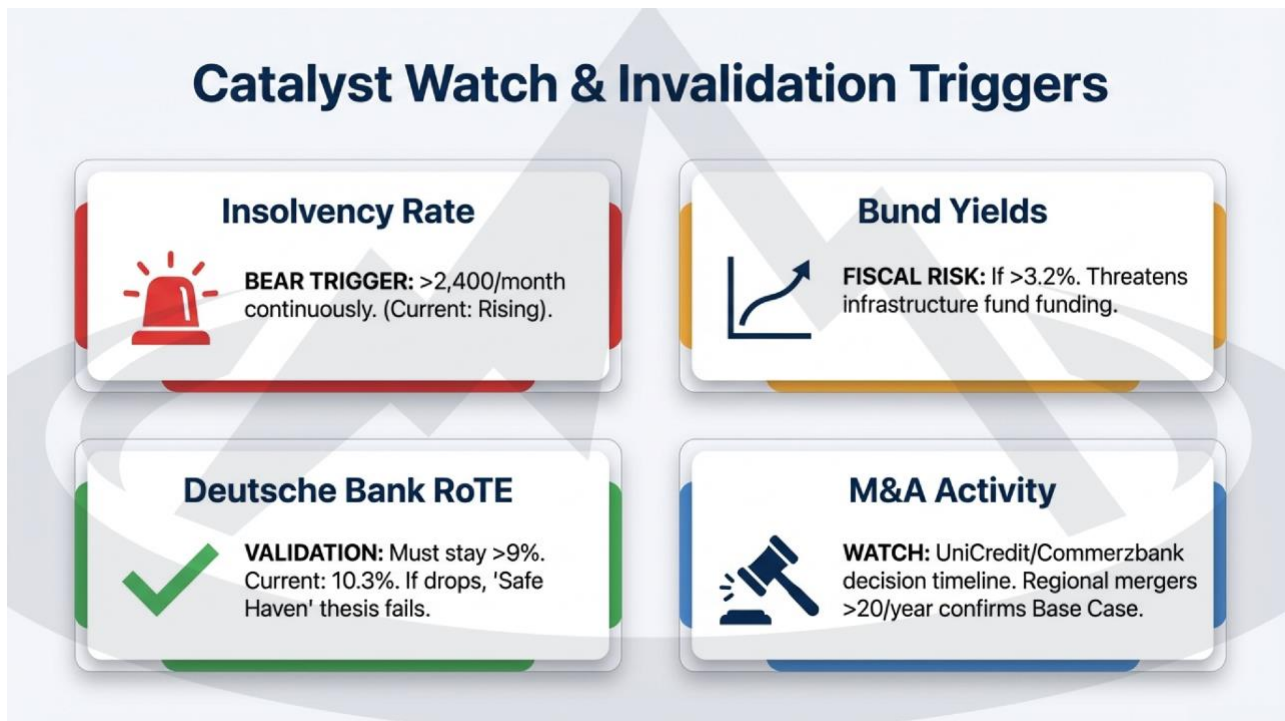 Catalyst Watch & Invalidation Triggers
Insolvency Rate
BEAR TRIGGER: >2,400/month
continuously. (Current: Rising).
Bund Yields
FISCAL RISK: If >3.2%. Threatens
infrastructure fund funding.
Deutsche Bank RoTE
VALIDATION: Must stay >9%.
Current: 10.3%. If drops, 'Safe
Haven' thesis fails.
M&A Activity
WATCH: UniCredit/Commerzbank
decision timeline. Regional mergers
>20/year confirms Base Case.